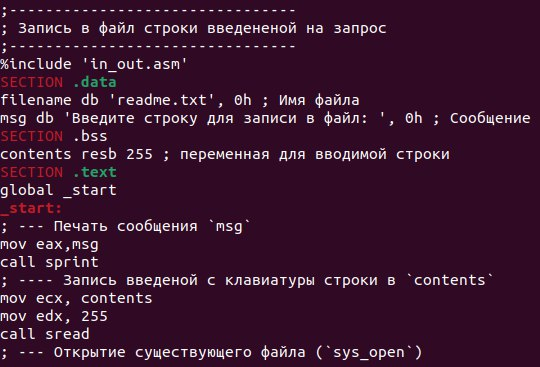 ;--------------------------------
; Запись в файл строки введененой на запрос
;--------------------------------
%include 'in_out.asm'
SECTION .data
filename db 'readme.txt', 0h ; Имя файла
msg db 'Введите строку для записи в файл: ', 0h ; Сообщение
SECTION .bss
contents resb 255 ; переменная для вводимой строки
SECTION .text
global _start
_start:
; --- Печать сообщения `msg`
mov eax,msg
call sprint
; ---- Запись введеной с клавиатуры строки в `contents`
mov ecx, contents
mov edx, 255
call sread
; --- Открытие существующего файла (`sys_open`)